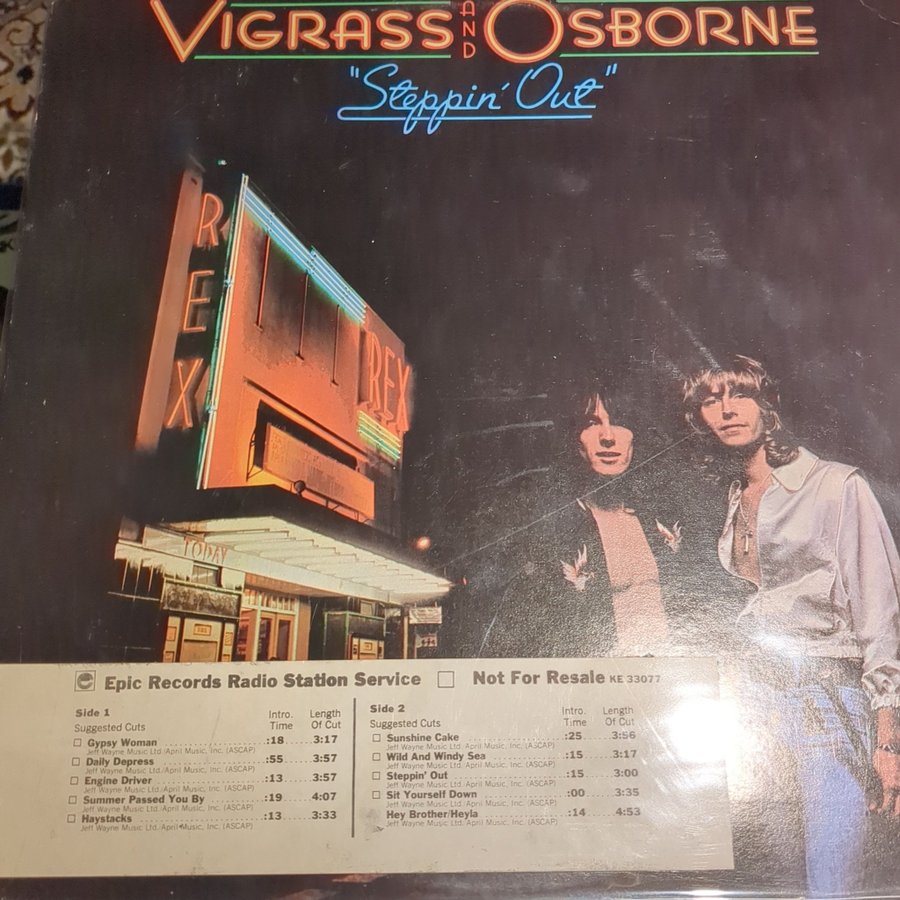 VIGRASS AND OSBORNE
"Steppin' Out"
REX
REX
TODAY
e Epic Records Radio Station Service Not For Resale KE 33077
Side 1
Suggested Cuts Intro. Time Length Of Cut
Gypsy Woman :18 3:17
Jeff Wayne Music Ltd./April Music, Inc. (ASCAP)
Daily Depress :55 3:57
Jeff Wayne Music Ltd./April Music, Inc. (ASCAP)
Engine Driver :13 3:57
Jeff Wayne Music Ltd./April Music, Inc. (ASCAP)
Summer Passed You By :19 4:07
Jeff Wayne Music Ltd./April Music, Inc. (ASCAP)
Haystacks :13 3:33
Jeff Wayne Music Ltd./April Music, Inc. (ASCAP)
Side 2
Suggested Cuts Intro. Time Length Of Cut
Sunshine Cake :25 3:56
Jeff Wayne Music Ltd./April Music, Inc. (ASCAP)
Wild And Windy Sea :15 3:17
Jeff Wayne Music Ltd./April Music, Inc. (ASCAP)
Steppin' Out :15 3:00
Jeff Wayne Music Ltd./April Music, Inc. (ASCAP)
Sit Yourself Down :00 3:35
Jeff Wayne Music Ltd./April Music, Inc. (ASCAP)
Hey Brother/Heyla :14 4:53
Jeff Wayne Music Ltd./April Music, Inc. (ASCAP)